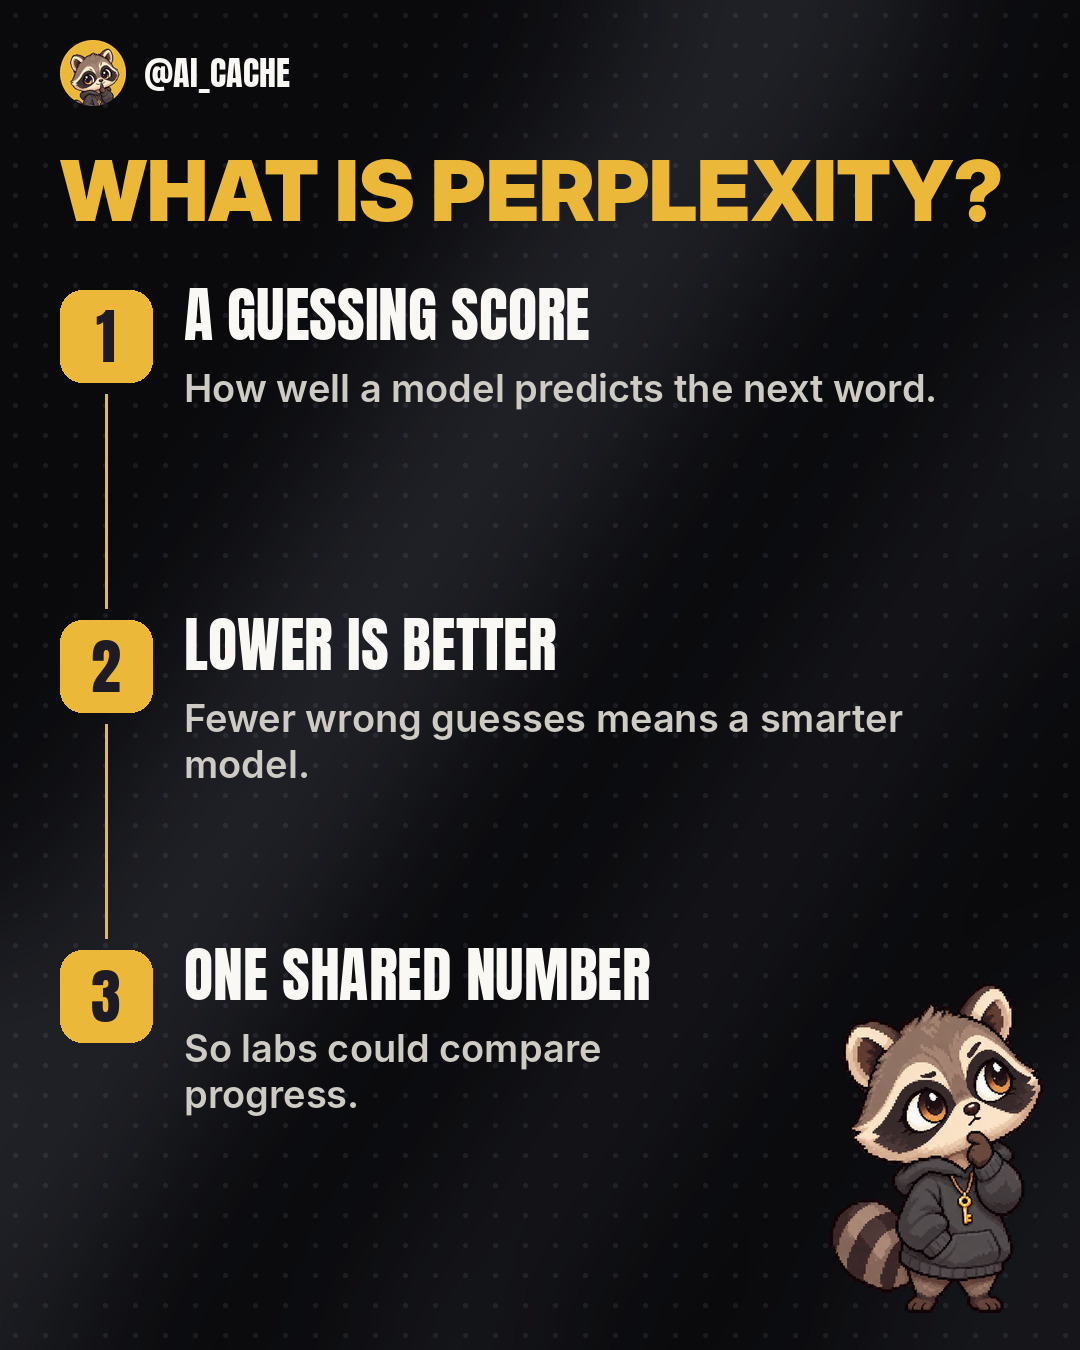 @AI_CACHE
WHAT IS PERPLEXITY?
1
A GUESSING SCORE
How well a model predicts the next word.
2
LOWER IS BETTER
Fewer wrong guesses means a smarter
model.
3
ONE SHARED NUMBER
So labs could compare
progress.